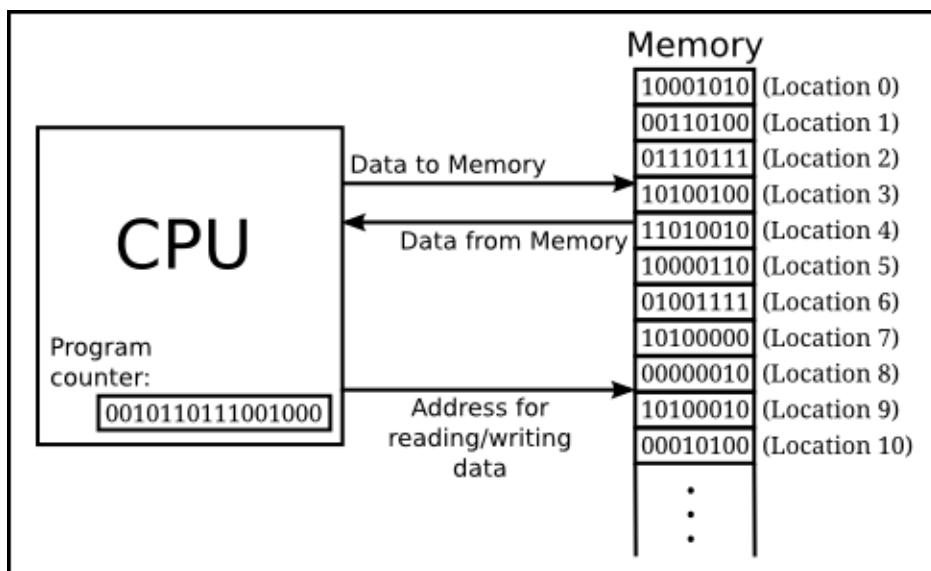 Memory
10001010 (Location 0)
00110100 (Location 1)
01110111 (Location 2)
10100100 (Location 3)
11010010 (Location 4)
10000110 (Location 5)
01001111 (Location 6)
10100000 (Location 7)
00000010 (Location 8)
10100010 (Location 9)
00010100 (Location 10)
Data to Memory
Data from Memory
CPU
Program
counter:
0010110111001000
Address for
reading/writing
data